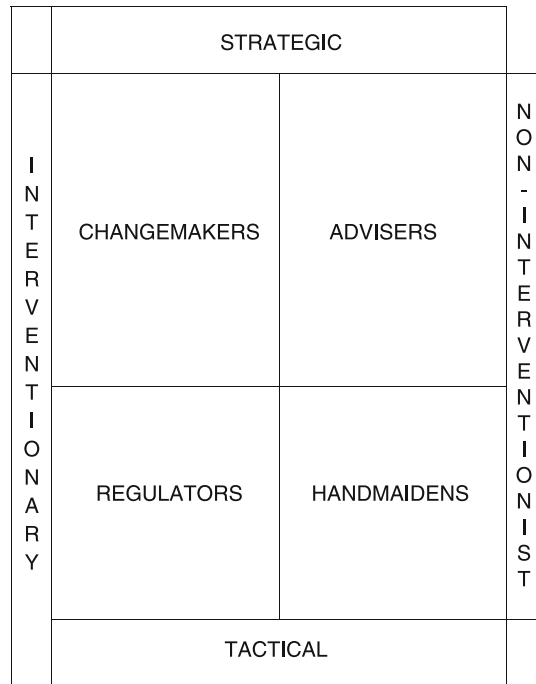 STRATEGIC
INTERVENTIONARY
CHANGEMAKERS
ADVISERS
NON-INTERVENTIONIST
REGULATORS
HANDMAIDENS
TACTICAL